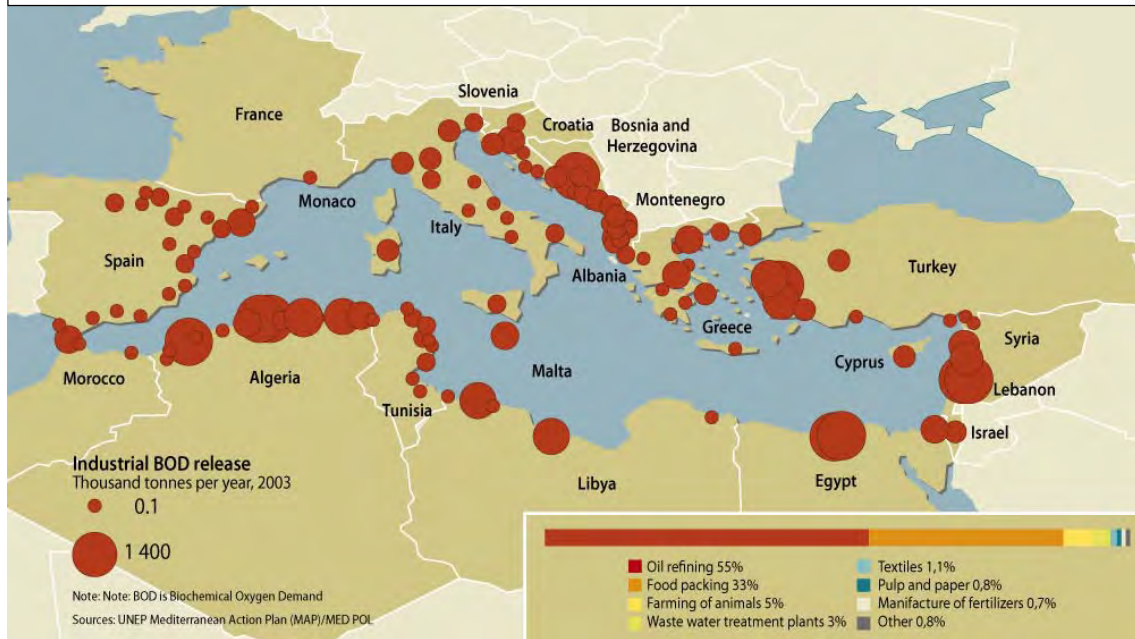 Slovenia
France
Croatia
Bosnia and
Herzegovina
Monaco
Montenegro
Italy
Spain
Albania
Turkey
Greece
Syria
Cyprus
Malta
Morocco
Algeria
Lebanon
Tunisia
Israel
Industrial BOD release
Thousand tonnes per year, 2003
Libya
Egypt
0.1
1 400
Oil refining 55%
Food packing 33%
Farming of animals 5%
Waste water treatment plants 3%
Textiles 1,1%
Pulp and paper 0,8%
Manifacture of fertilizers 0,7%
Other 0,8%
Note: Note: BOD is Biochemical Oxygen Demand
Sources: UNEP Mediterranean Action Plan (MAP)/MED POL